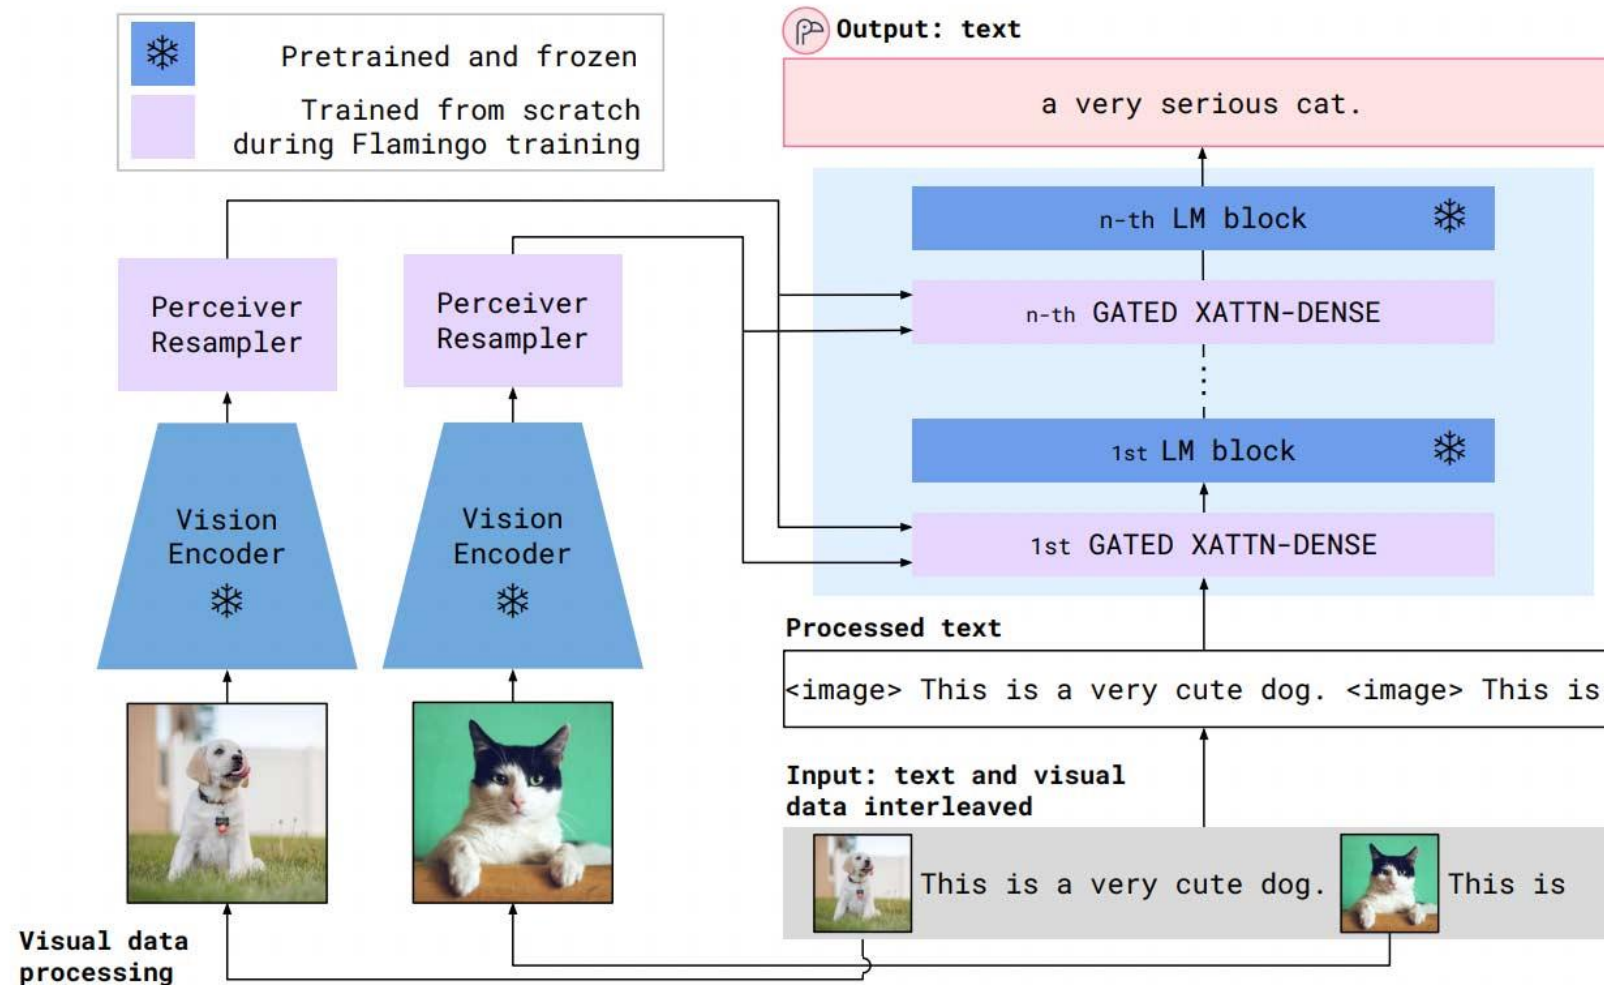 Pretrained and frozen
Trained from scratch
during Flamingo training
Output: text
a very serious cat.
n-th LM block
n-th GATED XATTN-DENSE
1st LM block
1st GATED XATTN-DENSE
Perceiver
Resampler
Perceiver
Resampler
Vision
Encoder
Vision
Encoder
Processed text
<image> This is a very cute dog. <image> This is
Input: text and visual
data interleaved
This is a very cute dog.
This is
Visual data
processing